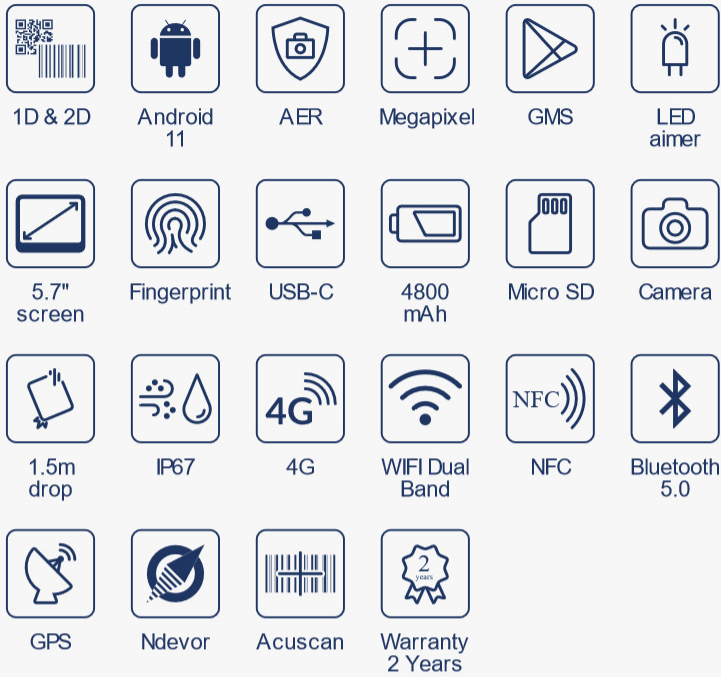 1D & 2D
Android
11
AER
Megapixel
GMS
LED
aimer
5.7"
screen
Fingerprint
USB-C
4800
mAh
Micro SD
Camera
1.5m
drop
IP67
4G
4G
WIFI Dual
Band
NFC
NFC
Bluetooth
5.0
GPS
Ndevor
Acuscan
2
years
Warranty
2 Years